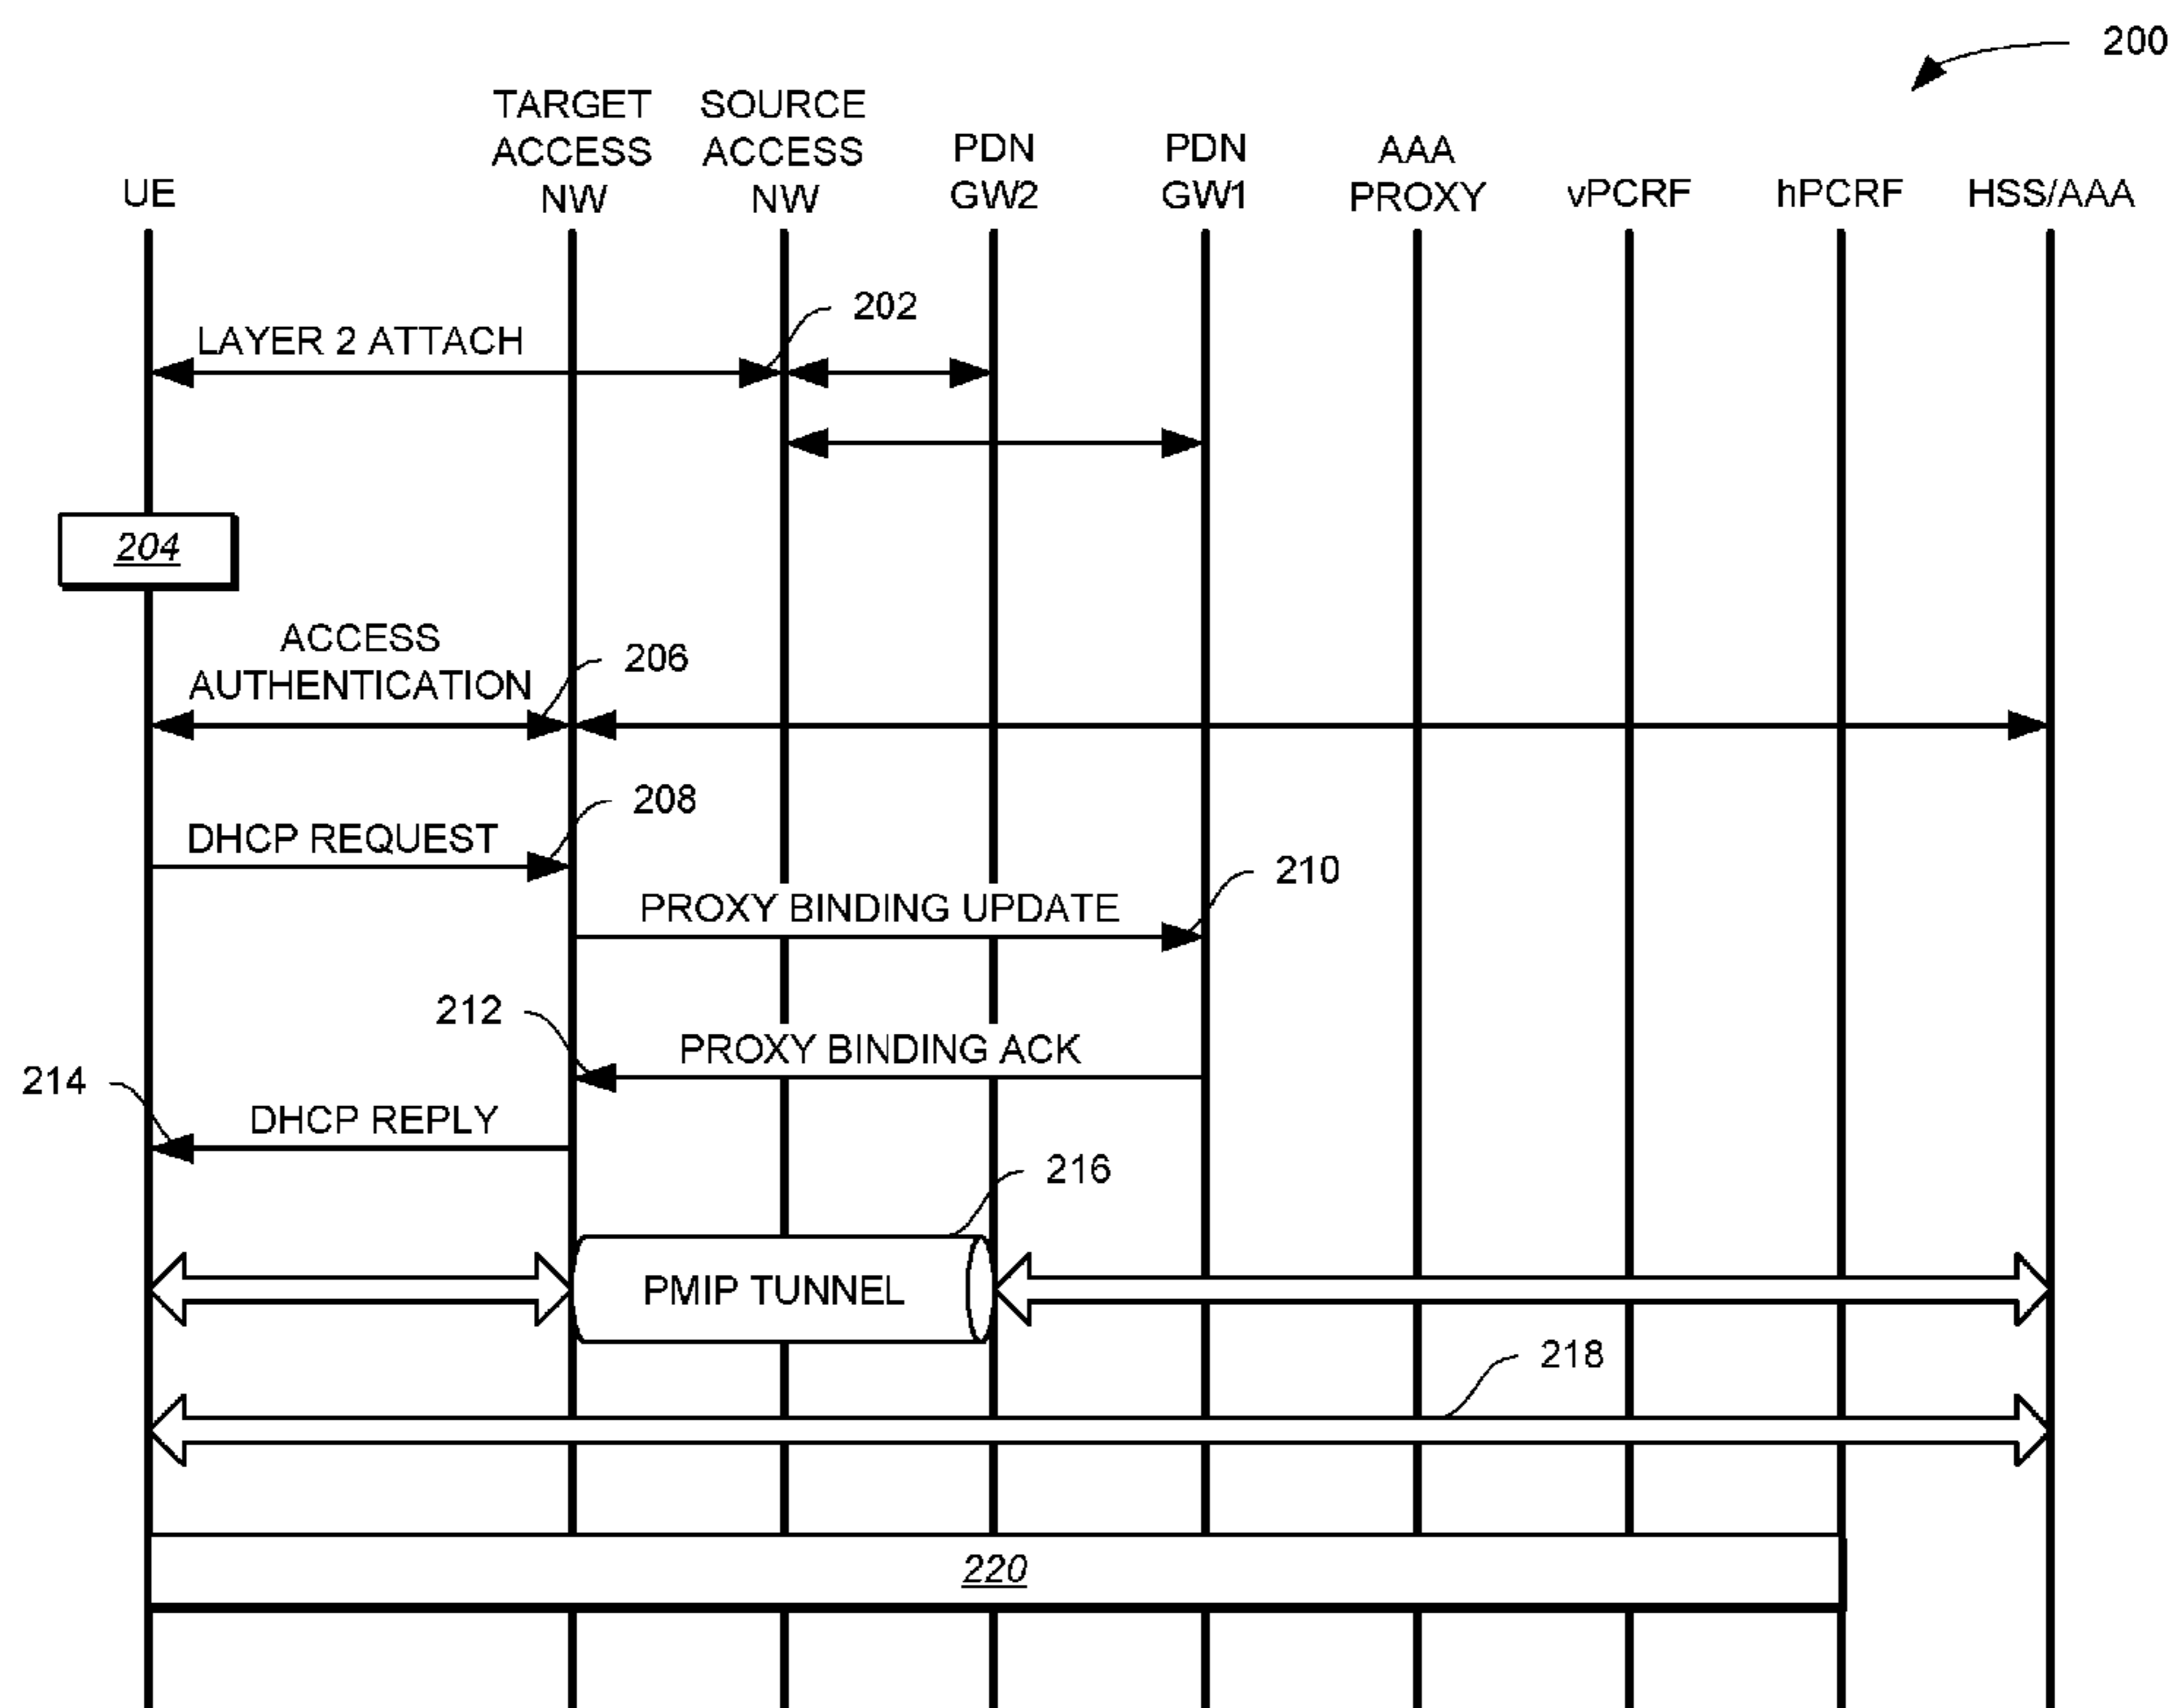 200
TARGET
ACCESS
NW
SOURCE
ACCESS
NW
UE
PDN
GW2
PDN
GW1
AAA
PROXY
vPCRF
hPCRF
HSS/AAA
202
LAYER 2 ATTACH
204
ACCESS
AUTHENTICATION
206
208
DHCP REQUEST
210
PROXY BINDING UPDATE
212
PROXY BINDING ACK
214
DHCP REPLY
216
PMIP TUNNEL
218
220